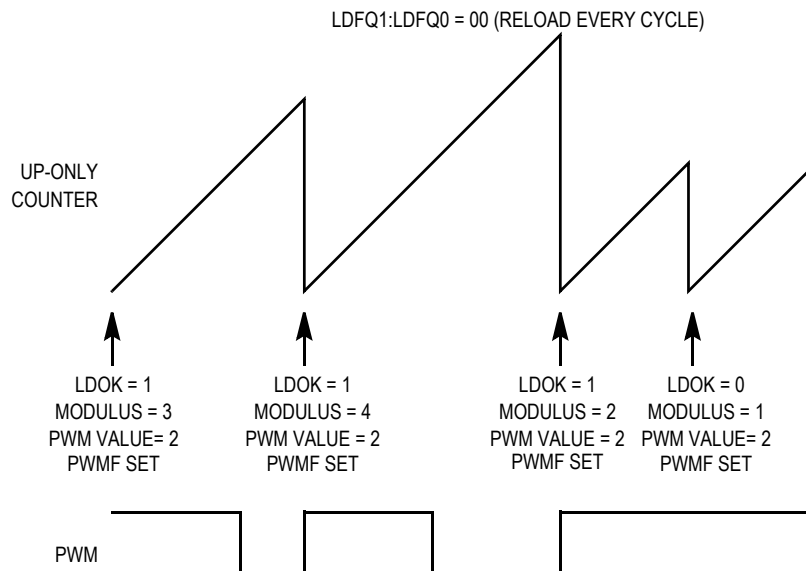 LDFQ1:LDFQ0 = 00 (RELOAD EVERY CYCLE)
UP-ONLY
COUNTER
LDOK = 1
MODULUS = 3
PWM VALUE= 2
PWMF SET
LDOK = 1
MODULUS = 4
PWM VALUE = 2
PWMF SET
LDOK = 1
MODULUS = 2
PWM VALUE = 2
PWMF SET
LDOK = 0
MODULUS = 1
PWM VALUE= 2
PWMF SET
PWM